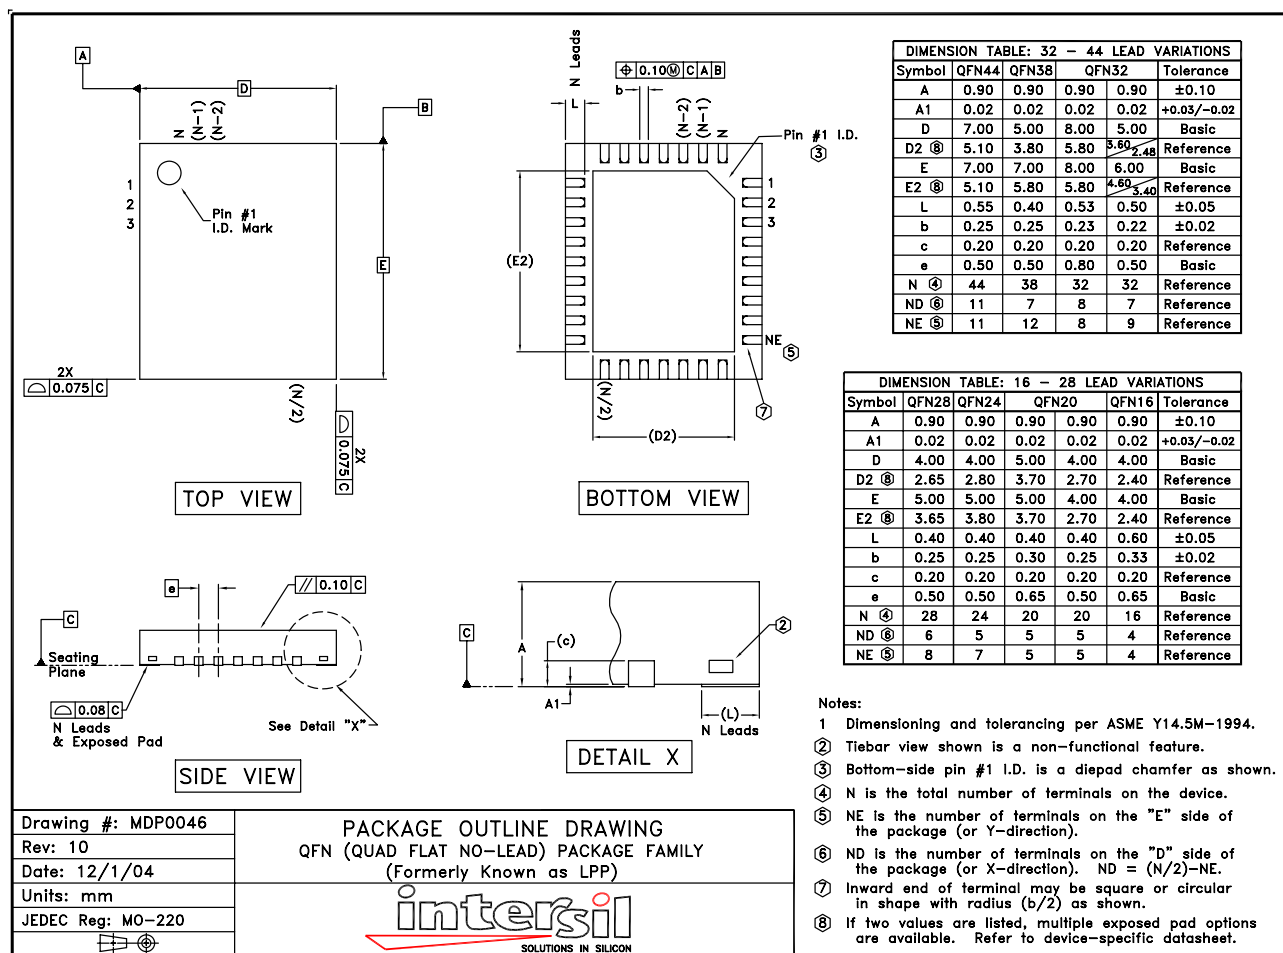 A
D
B
N
(N-1)
(N-2)
1
2
3
Pin #1
I.D. Mark
E
2X
0.075 C
(N/2)
2X
0.075 C
TOP VIEW
N Leads
L
0.10Ⓜ C A B
b
(N-2)
(N-1)
N
Pin #1 I.D.
3
1
2
3
(E2)
NE
5
(N/2)
7
(D2)
BOTTOM VIEW
e
// 0.10 C
C
Seating
Plane
0.08 C
N Leads
& Exposed Pad
See Detail "X"
SIDE VIEW
C
A
(c)
2
A1
(L)
N Leads
DETAIL X
DIMENSION TABLE: 32 – 44 LEAD VARIATIONS
Symbol QFN44 QFN38 QFN32 Tolerance
A 0.90 0.90 0.90 0.90 ±0.10
A1 0.02 0.02 0.02 0.02 +0.03/-0.02
D 7.00 5.00 8.00 5.00 Basic
D2 ⑧ 5.10 3.80 5.80 3.60/2.48 Reference
E 7.00 7.00 8.00 6.00 Basic
E2 ⑧ 5.10 5.80 5.80 4.60/3.40 Reference
L 0.55 0.40 0.53 0.50 ±0.05
b 0.25 0.25 0.23 0.22 ±0.02
c 0.20 0.20 0.20 0.20 Reference
e 0.50 0.50 0.80 0.50 Basic
N ④ 44 38 32 32 Reference
ND ⑥ 11 7 8 7 Reference
NE ⑤ 11 12 8 9 Reference
DIMENSION TABLE: 16 – 28 LEAD VARIATIONS
Symbol QFN28 QFN24 QFN20 QFN16 Tolerance
A 0.90 0.90 0.90 0.90 0.90 ±0.10
A1 0.02 0.02 0.02 0.02 0.02 +0.03/-0.02
D 4.00 4.00 5.00 4.00 4.00 Basic
D2 ⑧ 2.65 2.80 3.70 2.70 2.40 Reference
E 5.00 5.00 5.00 4.00 4.00 Basic
E2 ⑧ 3.65 3.80 3.70 2.70 2.40 Reference
L 0.40 0.40 0.40 0.40 0.60 ±0.05
b 0.25 0.25 0.30 0.25 0.33 ±0.02
c 0.20 0.20 0.20 0.20 0.20 Reference
e 0.50 0.50 0.65 0.50 0.65 Basic
N ④ 28 24 20 20 16 Reference
ND ⑥ 6 5 5 5 4 Reference
NE ⑤ 8 7 5 5 4 Reference
Notes:
1 Dimensioning and tolerancing per ASME Y14.5M-1994.
② Tiebar view shown is a non-functional feature.
③ Bottom-side pin #1 I.D. is a diepad chamfer as shown.
④ N is the total number of terminals on the device.
⑤ NE is the number of terminals on the "E" side of
the package (or Y-direction).
⑥ ND is the number of terminals on the "D" side of
the package (or X-direction). ND = (N/2)-NE.
⑦ Inward end of terminal may be square or circular
in shape with radius (b/2) as shown.
⑧ If two values are listed, multiple exposed pad options
are available. Refer to device-specific datasheet.
Drawing #: MDP0046
Rev: 10
Date: 12/1/04
Units: mm
JEDEC Reg: MO-220
PACKAGE OUTLINE DRAWING
QFN (QUAD FLAT NO-LEAD) PACKAGE FAMILY
(Formerly Known as LPP)
intersil
SOLUTIONS IN SILICON